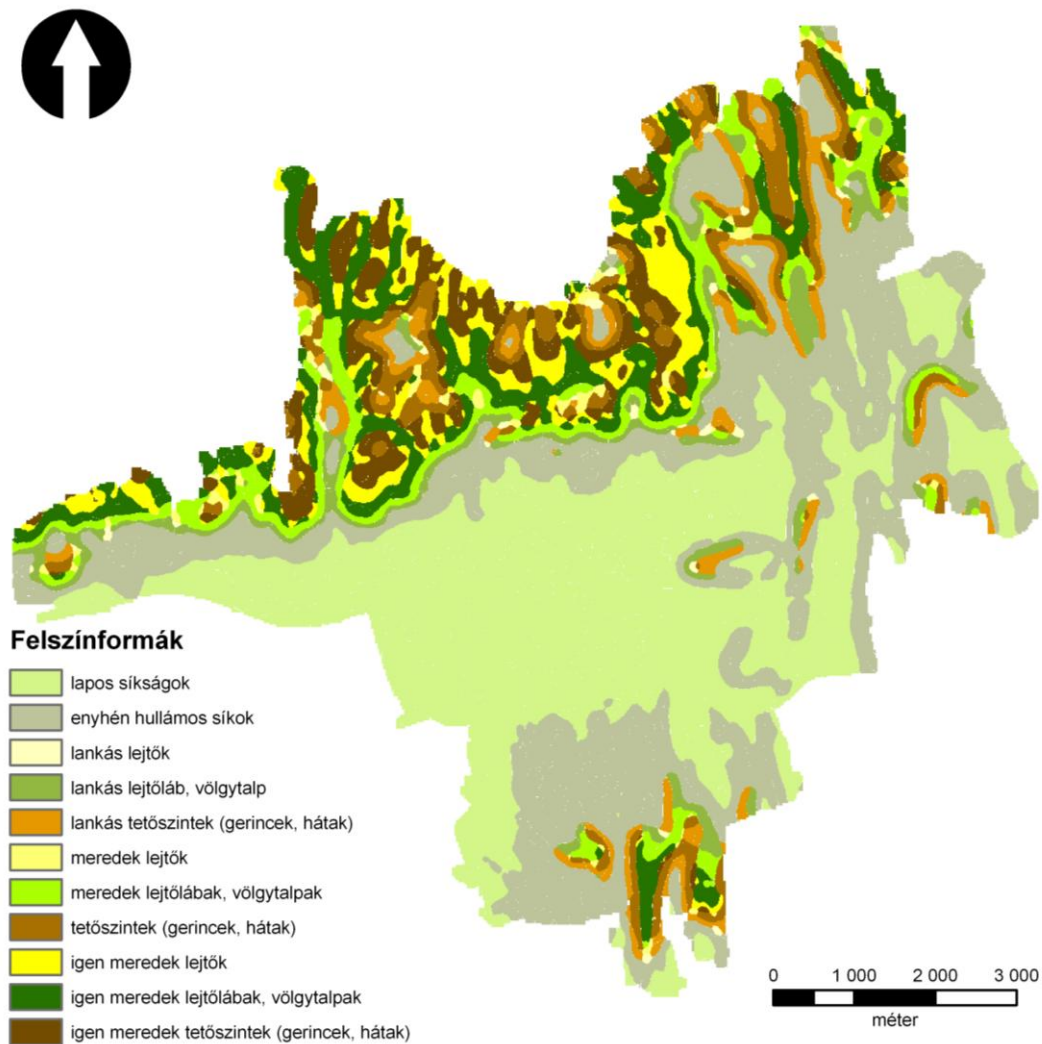 Felszínformák
lapos síkságok
enyhén hullámos síkok
lankás lejtők
lankás lejtőláb, völgytalp
lankás tetőszintek (gerincek, hátak)
meredek lejtők
meredek lejtőlábak, völgytalpak
tetőszintek (gerincek, hátak)
igen meredek lejtők
igen meredek lejtőlábak, völgytalpak
igen meredek tetőszintek (gerincek, hátak)
0 1 000 2 000 3 000
méter